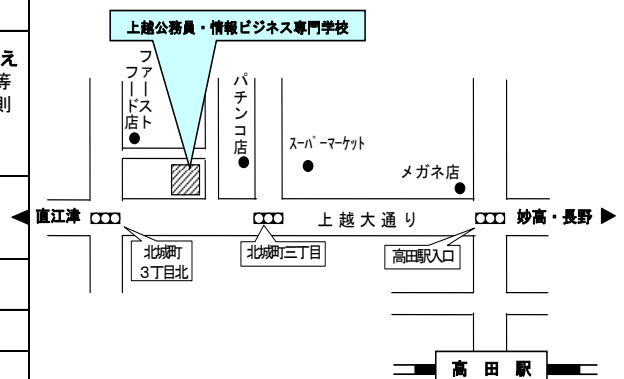 上越公務員・情報ビジネス専門学校
え
等
則
ファースト
フード店
パチンコ店
スーパーマーケット
メガネ店
直江津
上越大通り
妙高・長野
北城町
３丁目北
北城町三丁目
高田駅入口
高田駅